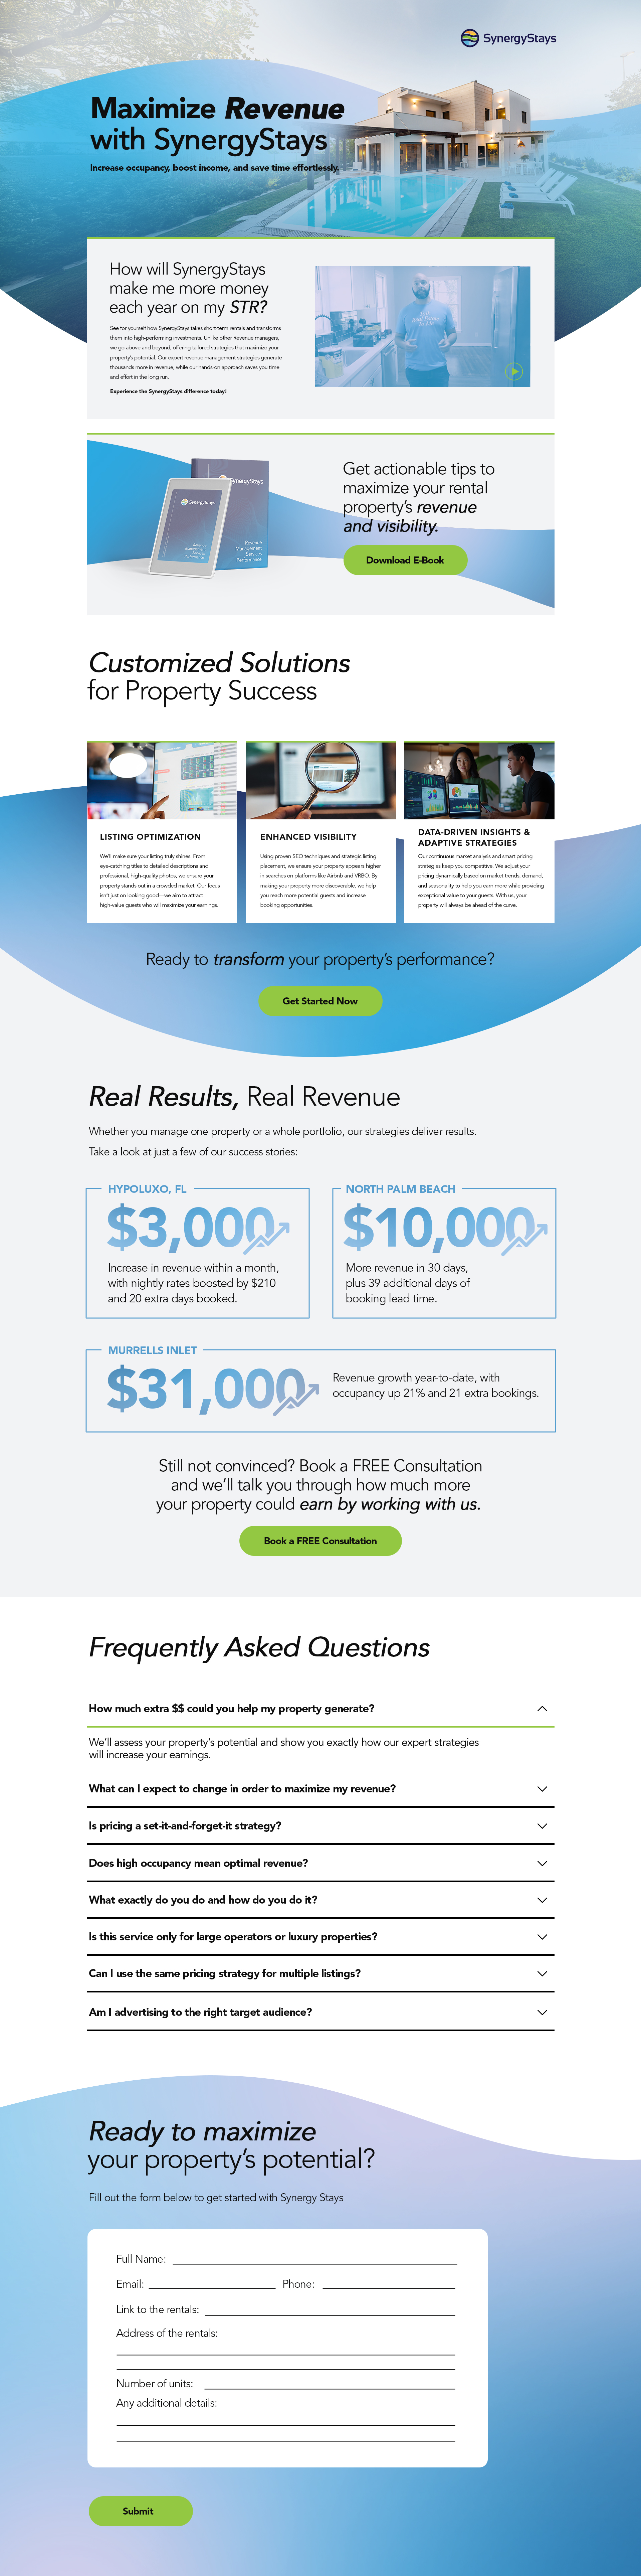 SynergyStays
Maximize Revenue
with SynergyStays
Increase occupancy, boost income, and save time effortlessly.
How will SynergyStays
make me more money
each year on my STR?
See for yourself how SynergyStays takes short-term rentals and transforms
them into high-performing investments. Unlike other Revenue managers,
we go above and beyond, offering tailored strategies that maximize your
property's potential. Our expert revenue management strategies generate
thousands more in revenue, while our hands-on approach saves you time
and effort in the long run.
Experience the SynergyStays difference today!
SynergyStays
SynergyStays
Revenue
Management
Services
Performance
Revenue
Management
Services
Performance
Get actionable tips to
maximize your rental
property's revenue
and visibility.
Download E-Book
Customized Solutions
for Property Success
LISTING OPTIMIZATION
We'll make sure your listing truly shines. From
eye-catching titles to detailed descriptions and
professional, high-quality photos, we ensure your
property stands out in a crowded market. Our focus
isn't just on looking good—we aim to attract
high-value guests who will maximize your earnings.
ENHANCED VISIBILITY
Using proven SEO techniques and strategic listing
placement, we ensure your property appears higher
in searches on platforms like Airbnb and VRBO. By
making your property more discoverable, we help
you reach more potential guests and increase
booking opportunities.
DATA-DRIVEN INSIGHTS &
ADAPTIVE STRATEGIES
Our continuous market analysis and smart pricing
strategies keep you competitive. We adjust your
pricing dynamically based on market trends, demand,
and seasonality to help you earn more while providing
exceptional value to your guests. With us, your
property will always be ahead of the curve.
Ready to transform your property's performance?
Get Started Now
Real Results, Real Revenue
Whether you manage one property or a whole portfolio, our strategies deliver results.
Take a look at just a few of our success stories:
HYPOLUXO, FL
$3,000
Increase in revenue within a month,
with nightly rates boosted by $210
and 20 extra days booked.
NORTH PALM BEACH
$10,000
More revenue in 30 days,
plus 39 additional days of
booking lead time.
MURRELLS INLET
$31,000
Revenue growth year-to-date, with
occupancy up 21% and 21 extra bookings.
Still not convinced? Book a FREE Consultation
and we'll talk you through how much more
your property could earn by working with us.
Book a FREE Consultation
Frequently Asked Questions
How much extra $$ could you help my property generate?
We'll assess your property's potential and show you exactly how our expert strategies
will increase your earnings.
What can I expect to change in order to maximize my revenue?
Is pricing a set-it-and-forget-it strategy?
Does high occupancy mean optimal revenue?
What exactly do you do and how do you do it?
Is this service only for large operators or luxury properties?
Can I use the same pricing strategy for multiple listings?
Am I advertising to the right target audience?
Ready to maximize
your property's potential?
Fill out the form below to get started with Synergy Stays
Full Name:
Email: Phone:
Link to the rentals:
Address of the rentals:
Number of units:
Any additional details:
Submit